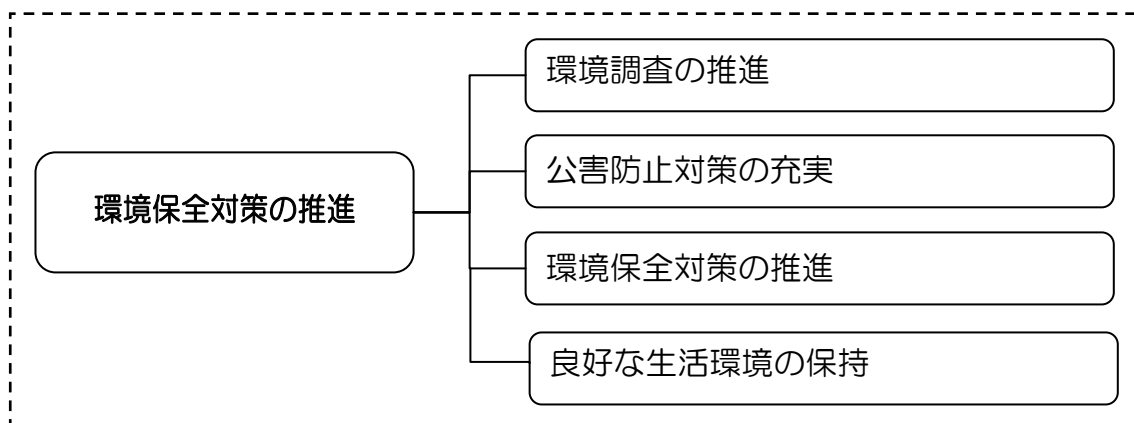 環境調査の推進
公害防止対策の充実
環境保全対策の推進
環境保全対策の推進
良好な生活環境の保持